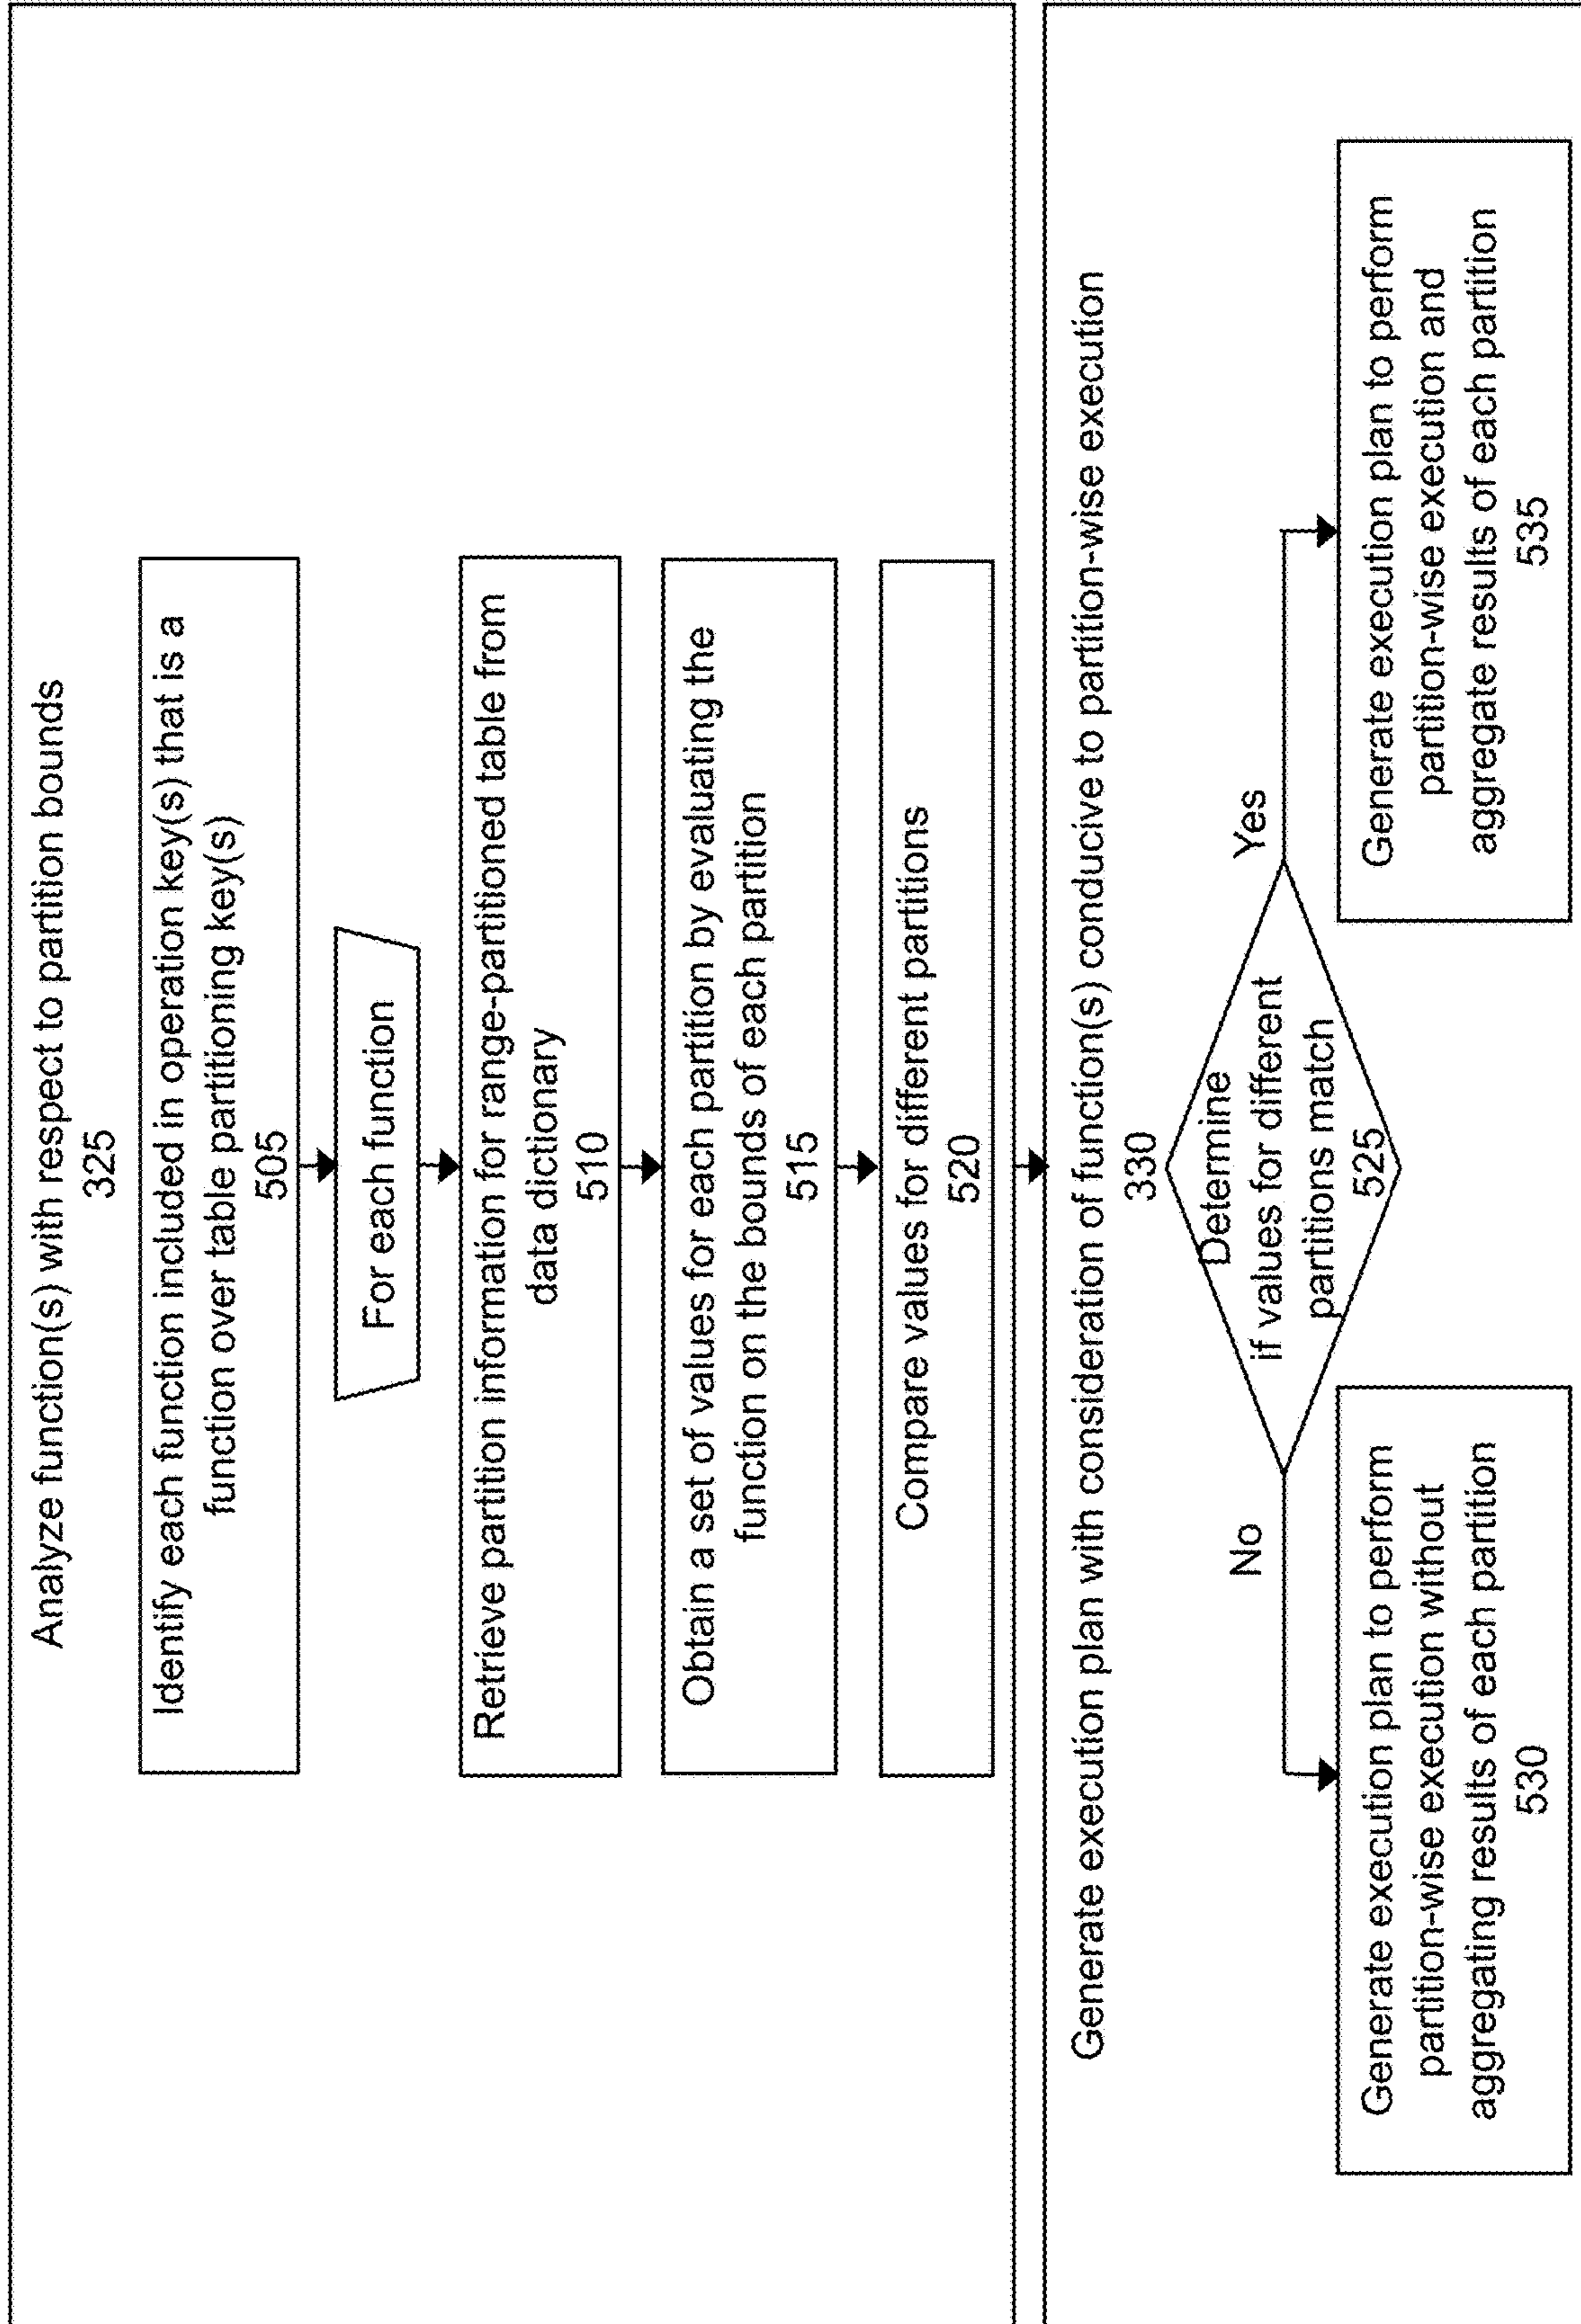 Analyze function(s) with respect to partition bounds
325
Identify each function included in operation key(s) that is a
function over table partitioning key(s)
505
For each function
Retrieve partition information for range-partitioned table from
data dictionary
510
Obtain a set of values for each partition by evaluating the
function on the bounds of each partition
515
Compare values for different partitions
520
Generate execution plan with consideration of function(s) conducive to partition-wise execution
330
Determine
if values for different
partitions match
525
No
Yes
Generate execution plan to perform
partition-wise execution without
aggregating results of each partition
530
Generate execution plan to perform
partition-wise execution and
aggregate results of each partition
535